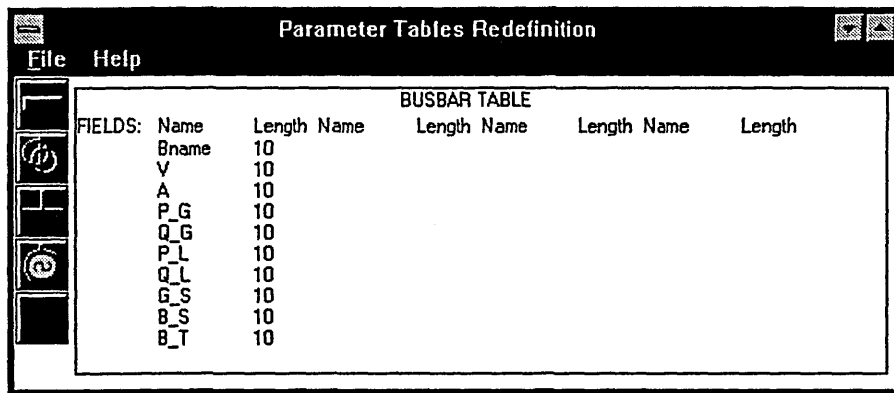 Parameter Tables Redefinition
File Help
BUSBAR TABLE
FIELDS: Name Length Name Length Name Length Name Length
Bname 10
V 10
A 10
P_G 10
Q_G 10
P_L 10
Q_L 10
G_S 10
B_S 10
B_T 10